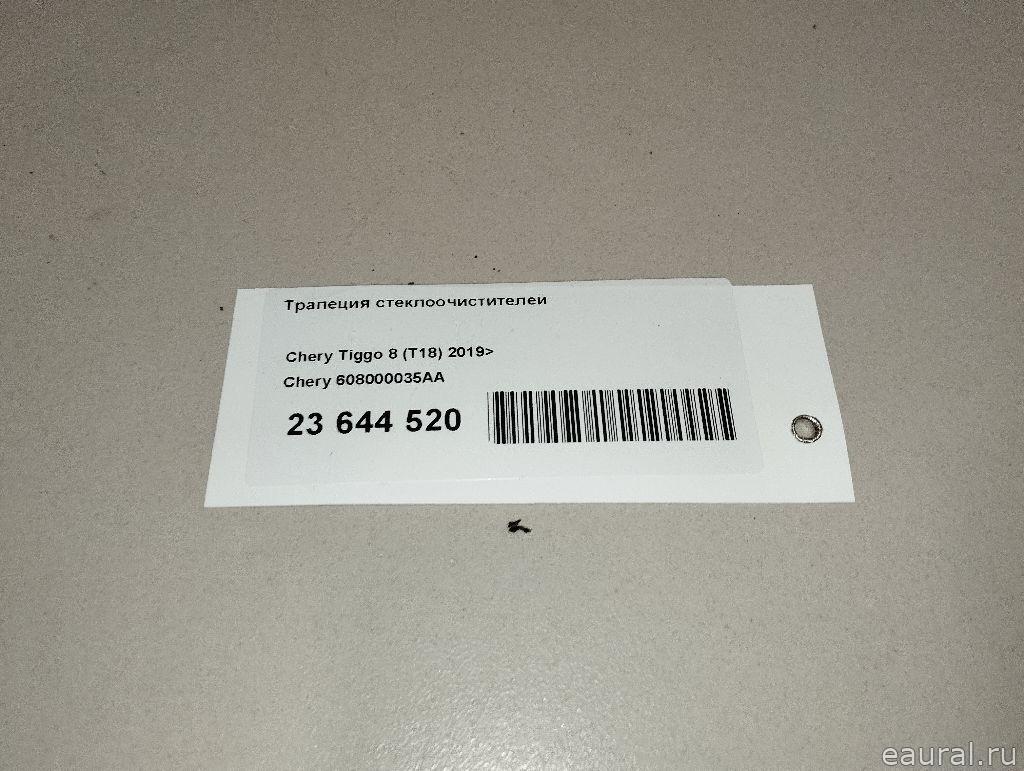 Трапеция стеклоочистителей
Chery Tiggo 8 (T18) 2019>
Chery 608000035AA
23 644 520
eaural.ru